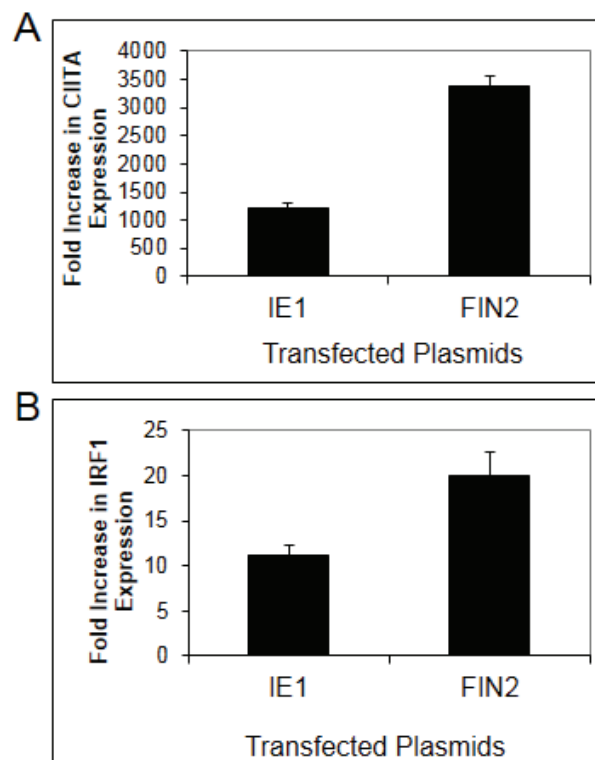 A
Fold Increase in CIITA
Expression
4000
3500
3000
2500
2000
1500
1000
500
0
IE1 FIN2
Transfected Plasmids
B
Fold Increase in IRF1
Expression
25
20
15
10
5
0
IE1 FIN2
Transfected Plasmids